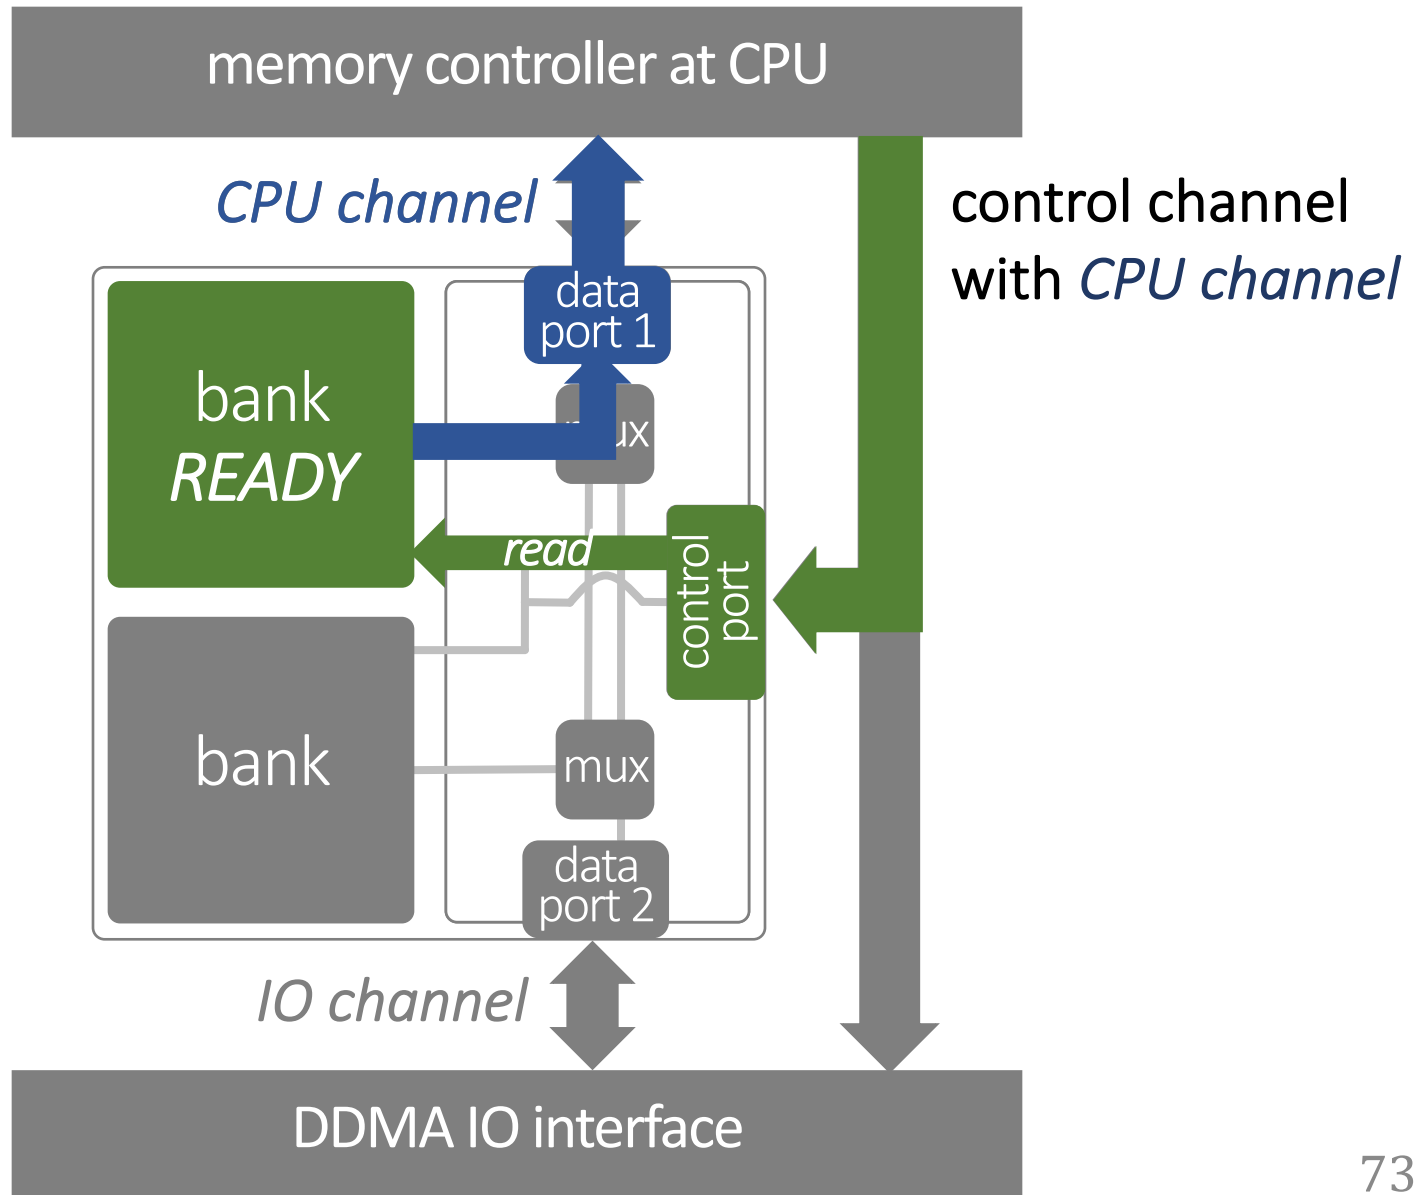 memory controller at CPU
CPU channel
control channel
with CPU channel
data
port 1
bank
READY
read
control
port
bank
mux
data
port 2
IO channel
DDMA IO interface
73